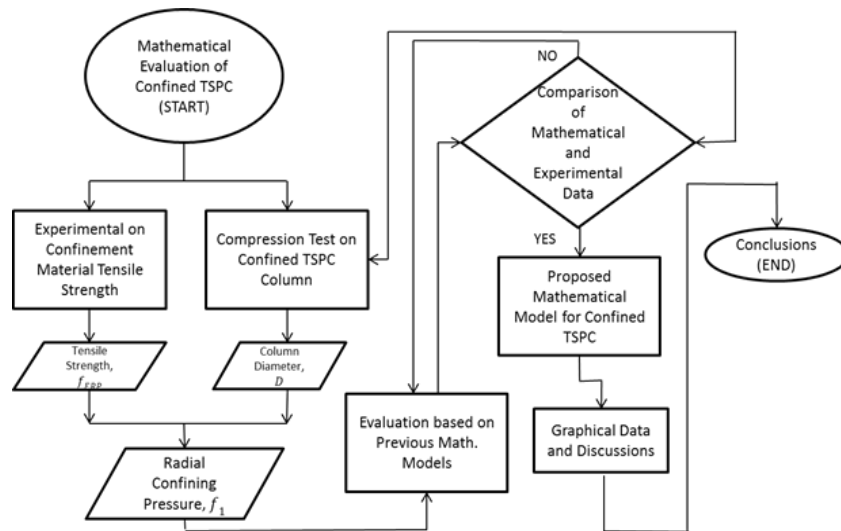 Mathematical
Evaluation of
Confined TSPC
(START)
Experimental on
Confinement
Material Tensile
Strength
Compression Test on
Confined TSPC
Column
Tensile
Strength,
f_FRP
Column
Diameter,
D
Radial
Confining
Pressure, f₁
Evaluation based on
Previous Math.
Models
NO
Comparison
of
Mathematical
and
Experimental
Data
YES
Proposed
Mathematical
Model for Confined
TSPC
Graphical Data
and Discussions
Conclusions
(END)